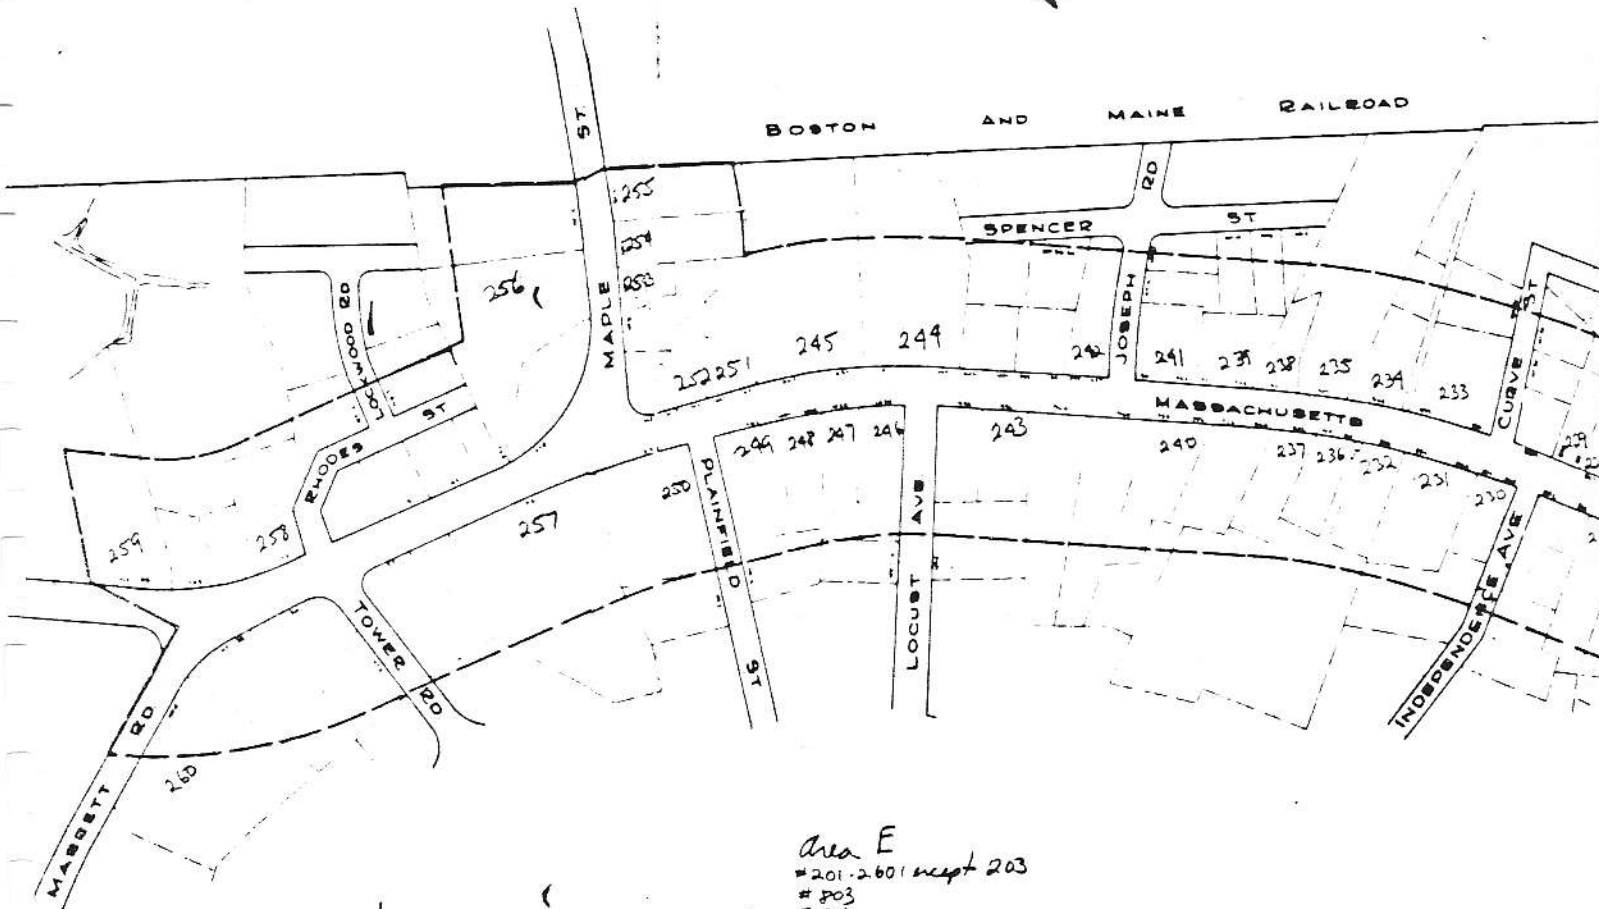 BOSTON AND MAINE RAILROAD
ST.
RD
255
SPENCER ST
254
256
253
MAPLE
LOCKWOOD RD
JOSEPH
CURVE ST
245
244
242
241
239
238
235
234
233
252 251
MASSACHUSETTS
RHODES ST
249
248
247
246
243
240
237
236
232
231
230
229
250
PLAINFIELD ST
LOCUST AVE
INDEPENDENCE AVE
257
258
259
TOWER RD
MASSETT RD
260
Area E
#201-260 except 203
#803